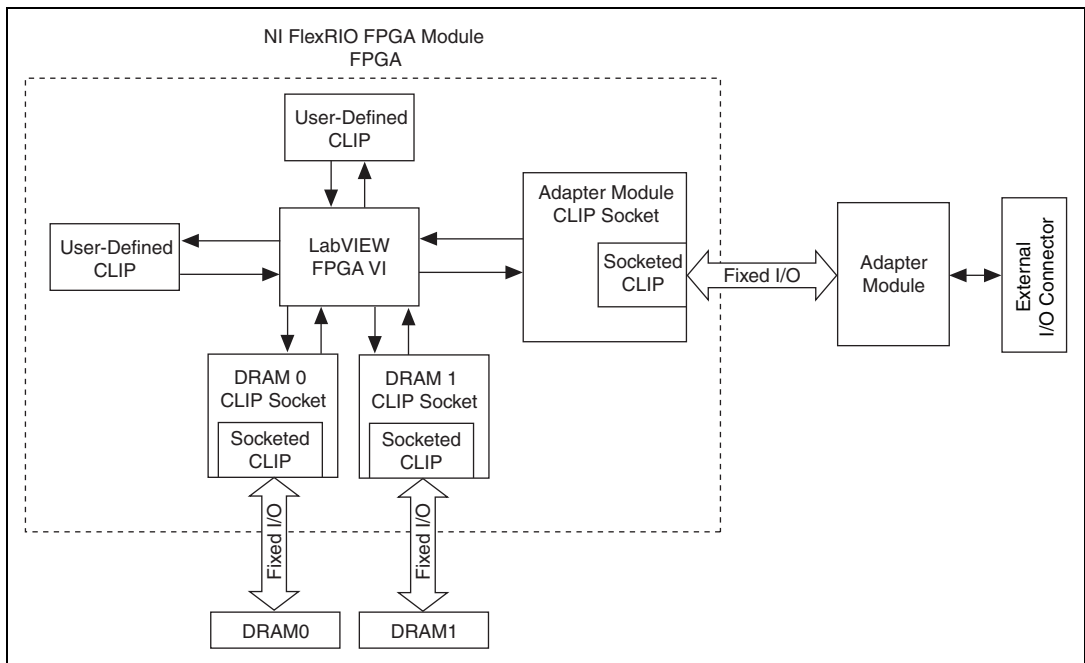 NI FlexRIO FPGA Module
FPGA
User-Defined
CLIP
Adapter Module
CLIP Socket
User-Defined
CLIP
LabVIEW
FPGA VI
Socketed
CLIP
Fixed I/O
Adapter
Module
External
I/O Connector
DRAM 0
CLIP Socket
DRAM 1
CLIP Socket
Socketed
CLIP
Socketed
CLIP
Fixed I/O
Fixed I/O
DRAM0
DRAM1